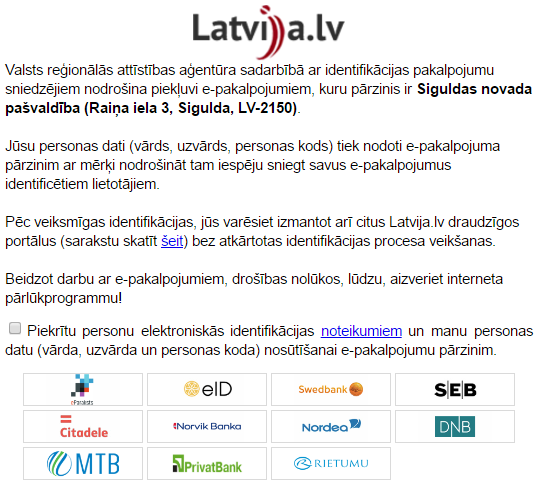 Latvija.lv
Valsts reģionālās attīstības aģentūra sadarbībā ar identifikācijas pakalpojumu
sniedzējiem nodrošina piekļuvi e-pakalpojumiem, kuru pārzinis ir Siguldas novada
pašvaldība (Raiņa iela 3, Sigulda, LV-2150).
Jūsu personas dati (vārds, uzvārds, personas kods) tiek nodoti e-pakalpojuma
pārzinim ar mērķi nodrošināt tam iespēju sniegt savus e-pakalpojumus
identificētiem lietotājiem.
Pēc veiksmīgas identifikācijas, jūs varēsiet izmantot arī citus Latvija.lv draudzīgos
portālus (sarakstu skatīt šeit) bez atkārtotas identifikācijas procesa veikšanas.
Beidzot darbu ar e-pakalpojumiem, drošības nolūkos, lūdzu, aizveriet interneta
pārlūkprogrammu!
Piekrītu personu elektroniskās identifikācijas noteikumiem un manu personas
datu (vārda, uzvārda un personas koda) nosūtīšanai e-pakalpojumu pārzinim.
eParaksts eID Swedbank SEB
Citadele Norvik Banka Nordea DNB
MTB PrivatBank RIETUMU